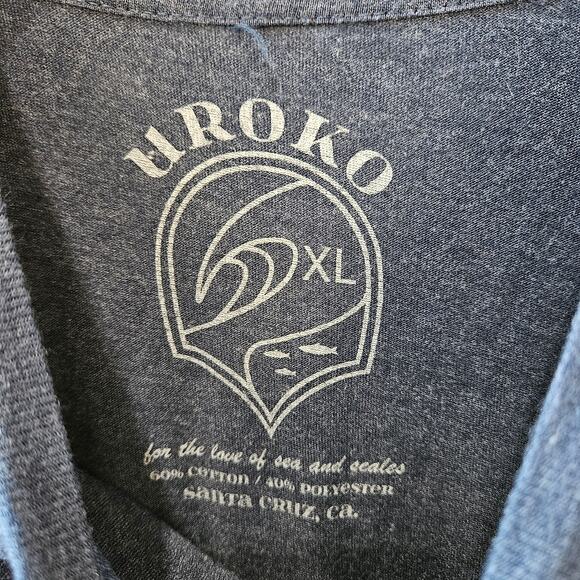 UROKO
XL
for the love of sea and scales
60% COTTON / 40% POLYESTER
SANTA CRUZ, CA.